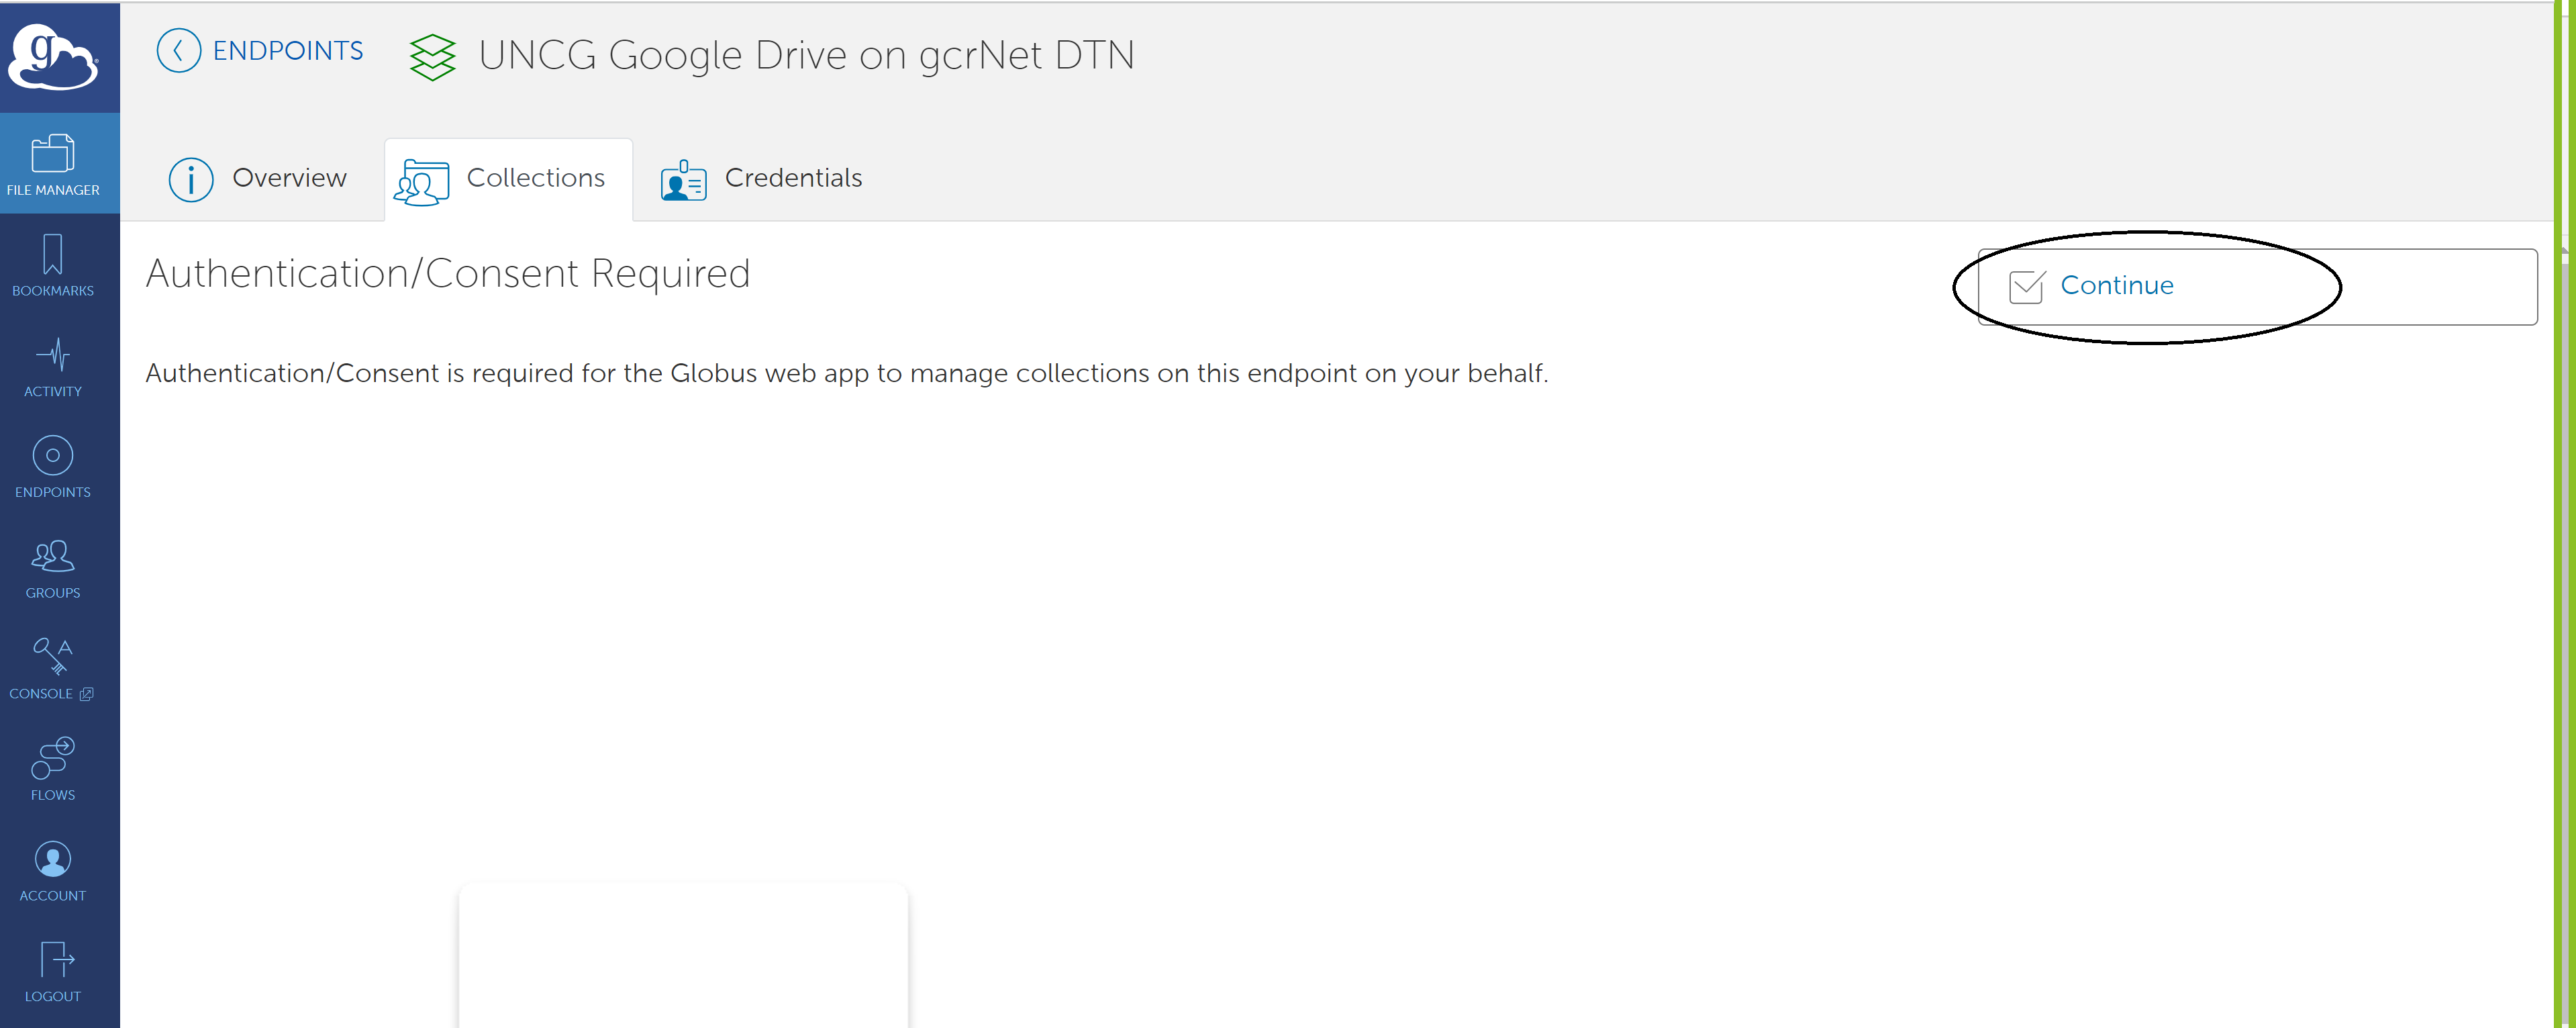 g
ENDPOINTS
UNCG Google Drive on gcrNet DTN
FILE MANAGER
Overview
Collections
Credentials
BOOKMARKS
Authentication/Consent Required
Continue
Authentication/Consent is required for the Globus web app to manage collections on this endpoint on your behalf.
ACTIVITY
ENDPOINTS
GROUPS
A
CONSOLE
FLOWS
ACCOUNT
LOGOUT